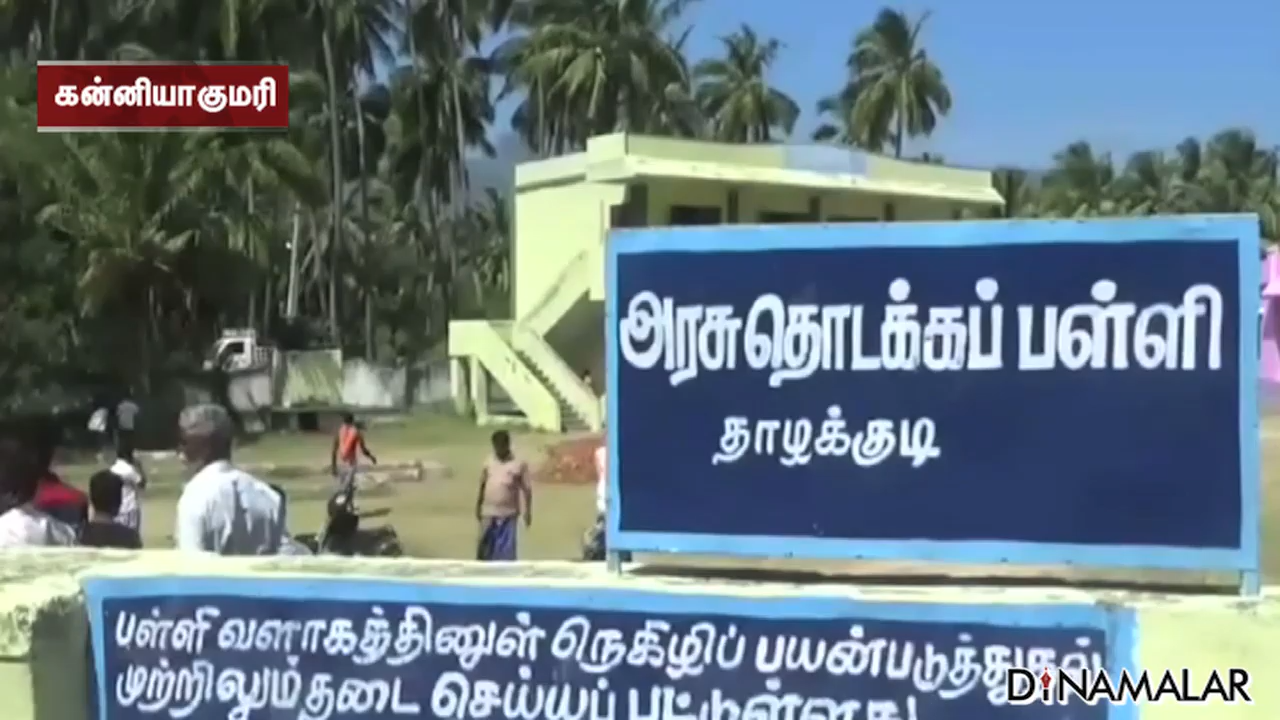 கன்னியாகுமரி
அரசு தொடக்கப் பள்ளி
தாழக்குடி
பள்ளி வளாகத்தினுள் நெகிழிப் பயன்படுத்துதல்
முற்றிலும் தடை செய்யப் பட்டுள்ளது
DINAMALAR